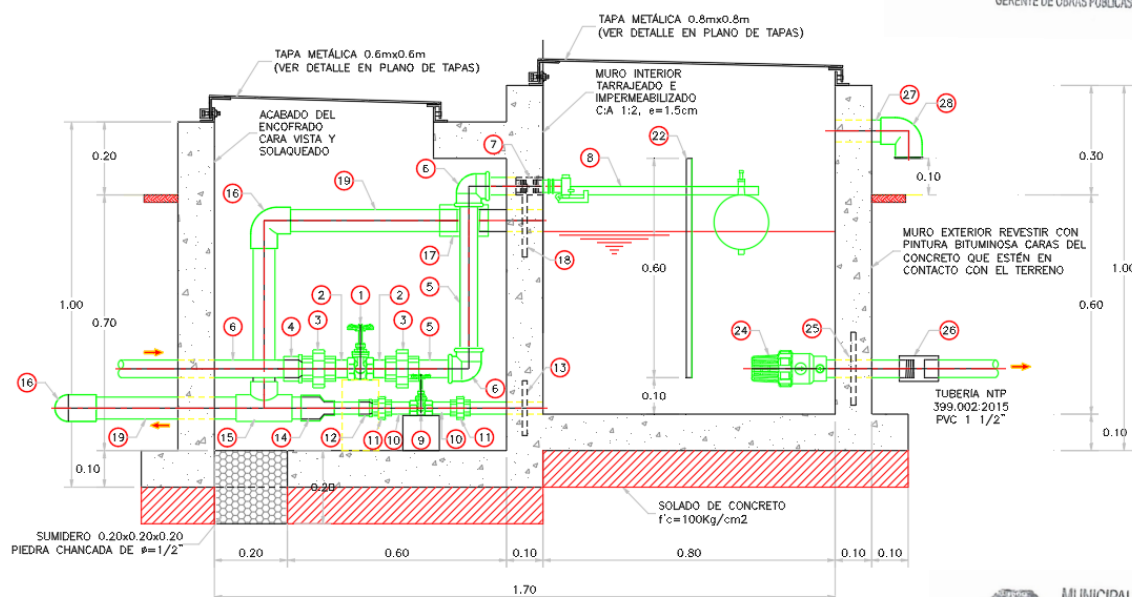 GERENTE DE OBRAS PÚBLICAS
TAPA METÁLICA 0.8mx0.8m
(VER DETALLE EN PLANO DE TAPAS)
TAPA METÁLICA 0.6mx0.6m
(VER DETALLE EN PLANO DE TAPAS)
MURO INTERIOR
TARRAJEADO E
IMPERMEABILIZADO
C:A 1:2, e=1.5cm
ACABADO DEL
ENCOFRADO
CARA VISTA Y
SOLAQUEADO
27
28
22
7
8
6
0.20
0.30
0.10
16
19
17
18
MURO EXTERIOR REVESTIR CON
PINTURA BITUMINOSA CARAS DEL
CONCRETO QUE ESTÉN EN
CONTACTO CON EL TERRENO
0.60
5
1.00
0.70
1.00
0.60
2
1
2
6
4
3
3
5
24
25
26
6
13
16
0.10
TUBERIA NTP
399.002:2015
PVC 1 1/2"
19
15
14
12
11
10
9
10
11
0.10
0.10
0.20
SOLADO DE CONCRETO
f'c=100Kg/cm2
SUMIDERO 0.20x0.20x0.20
PIEDRA CHANCADA DE ø=1/2"
0.20
0.60
0.10
0.80
0.10
0.10
1.70
MUNICIPAL